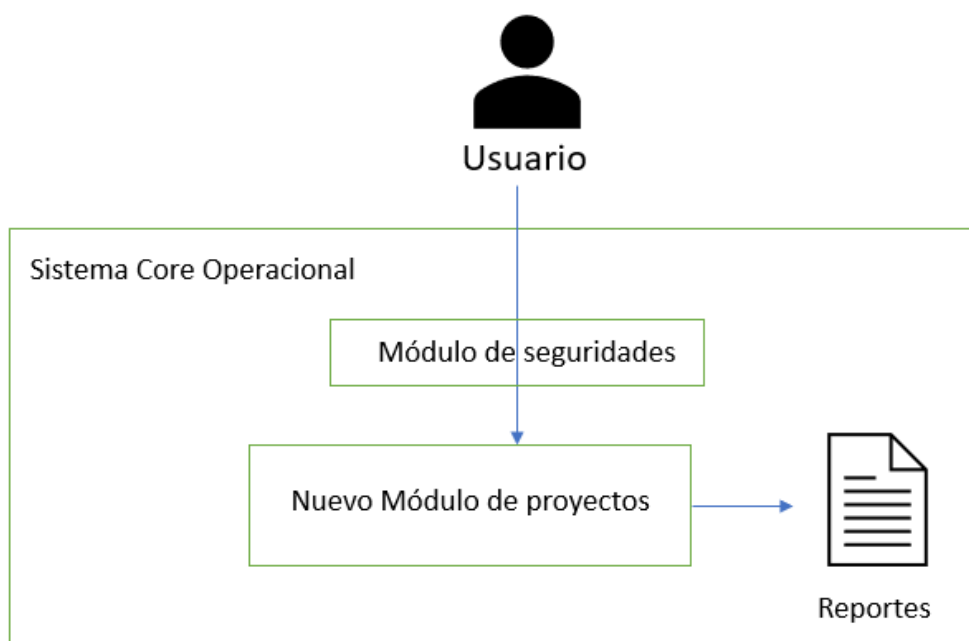 Usuario
Sistema Core Operacional
Módulo de seguridades
Nuevo Módulo de proyectos
Reportes